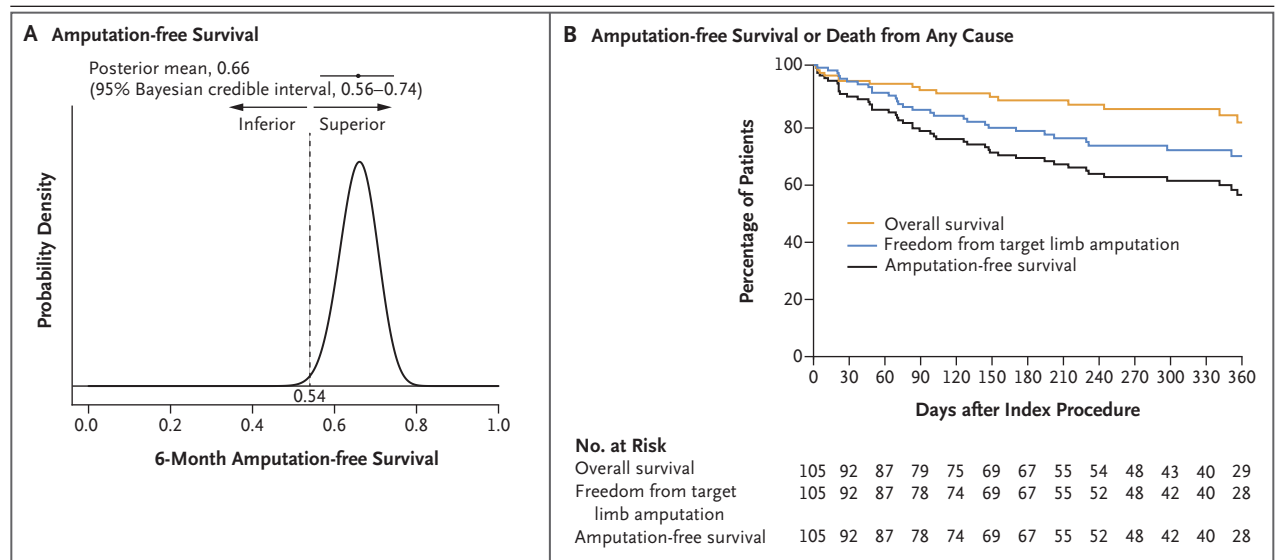 A Amputation-free Survival
Posterior mean, 0.66
(95% Bayesian credible interval, 0.56–0.74)
Inferior Superior
Probability Density
0.54
0.0 0.2 0.4 0.6 0.8 1.0
6-Month Amputation-free Survival
B Amputation-free Survival or Death from Any Cause
Percentage of Patients
100
80
60
40
20
0
Overall survival
Freedom from target limb amputation
Amputation-free survival
0 30 60 90 120 150 180 210 240 270 300 330 360
Days after Index Procedure
No. at Risk
Overall survival 105 92 87 79 75 69 67 55 54 48 43 40 29
Freedom from target 105 92 87 78 74 69 67 55 52 48 42 40 28
limb amputation
Amputation-free survival 105 92 87 78 74 69 67 55 52 48 42 40 28